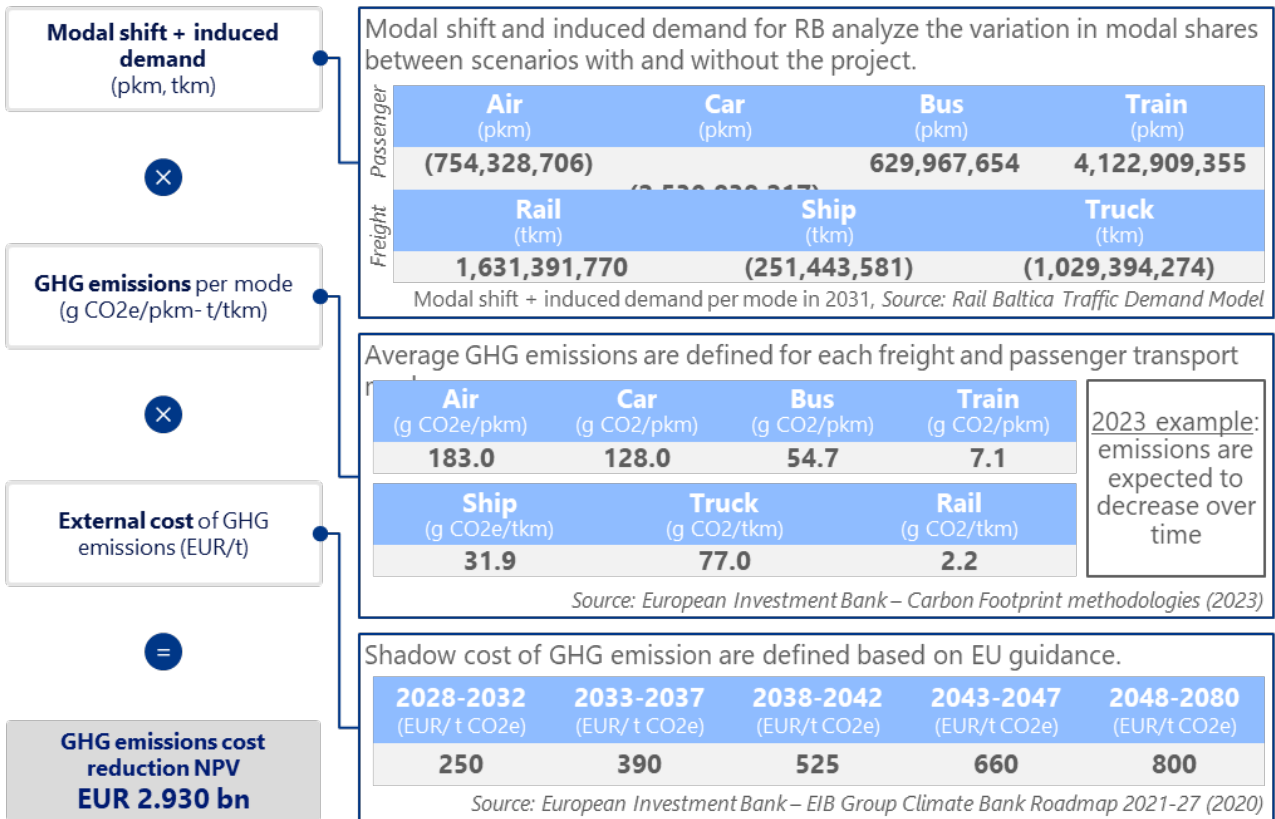 Modal shift + induced
demand
(pkm, tkm)
×
GHG emissions per mode
(g CO2e/pkm- t/tkm)
×
External cost of GHG
emissions (EUR/t)
=
GHG emissions cost
reduction NPV
EUR 2.930 bn
Modal shift and induced demand for RB analyze the variation in modal shares
between scenarios with and without the project.
Passenger
Air Car Bus Train
(pkm) (pkm) (pkm) (pkm)
(754,328,706) 629,967,654 4,122,909,355
Freight
Rail Ship Truck
(tkm) (tkm) (tkm)
1,631,391,770 (251,443,581) (1,029,394,274)
Modal shift + induced demand per mode in 2031, Source: Rail Baltica Traffic Demand Model
Average GHG emissions are defined for each freight and passenger transport
Air Car Bus Train
(g CO2e/pkm) (g CO2/pkm) (g CO2/pkm) (g CO2/pkm)
183.0 128.0 54.7 7.1
Ship Truck Rail
(g CO2e/tkm) (g CO2/tkm) (g CO2/tkm)
31.9 77.0 2.2
2023 example:
emissions are
expected to
decrease over
time
Source: European Investment Bank – Carbon Footprint methodologies (2023)
Shadow cost of GHG emission are defined based on EU guidance.
2028-2032 2033-2037 2038-2042 2043-2047 2048-2080
(EUR/ t CO2e) (EUR/ t CO2e) (EUR/ t CO2e) (EUR/ t CO2e) (EUR/ t CO2e)
250 390 525 660 800
Source: European Investment Bank – EIB Group Climate Bank Roadmap 2021-27 (2020)